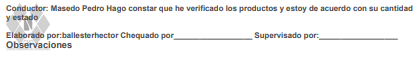 Conductor: Masedo Pedro Hago constar que he verificado los productos y estoy de acuerdo con su cantidad
y estado
Elaborado por:ballesterhector Chequado por__________________ Supervisado por:__________________
Observaciones